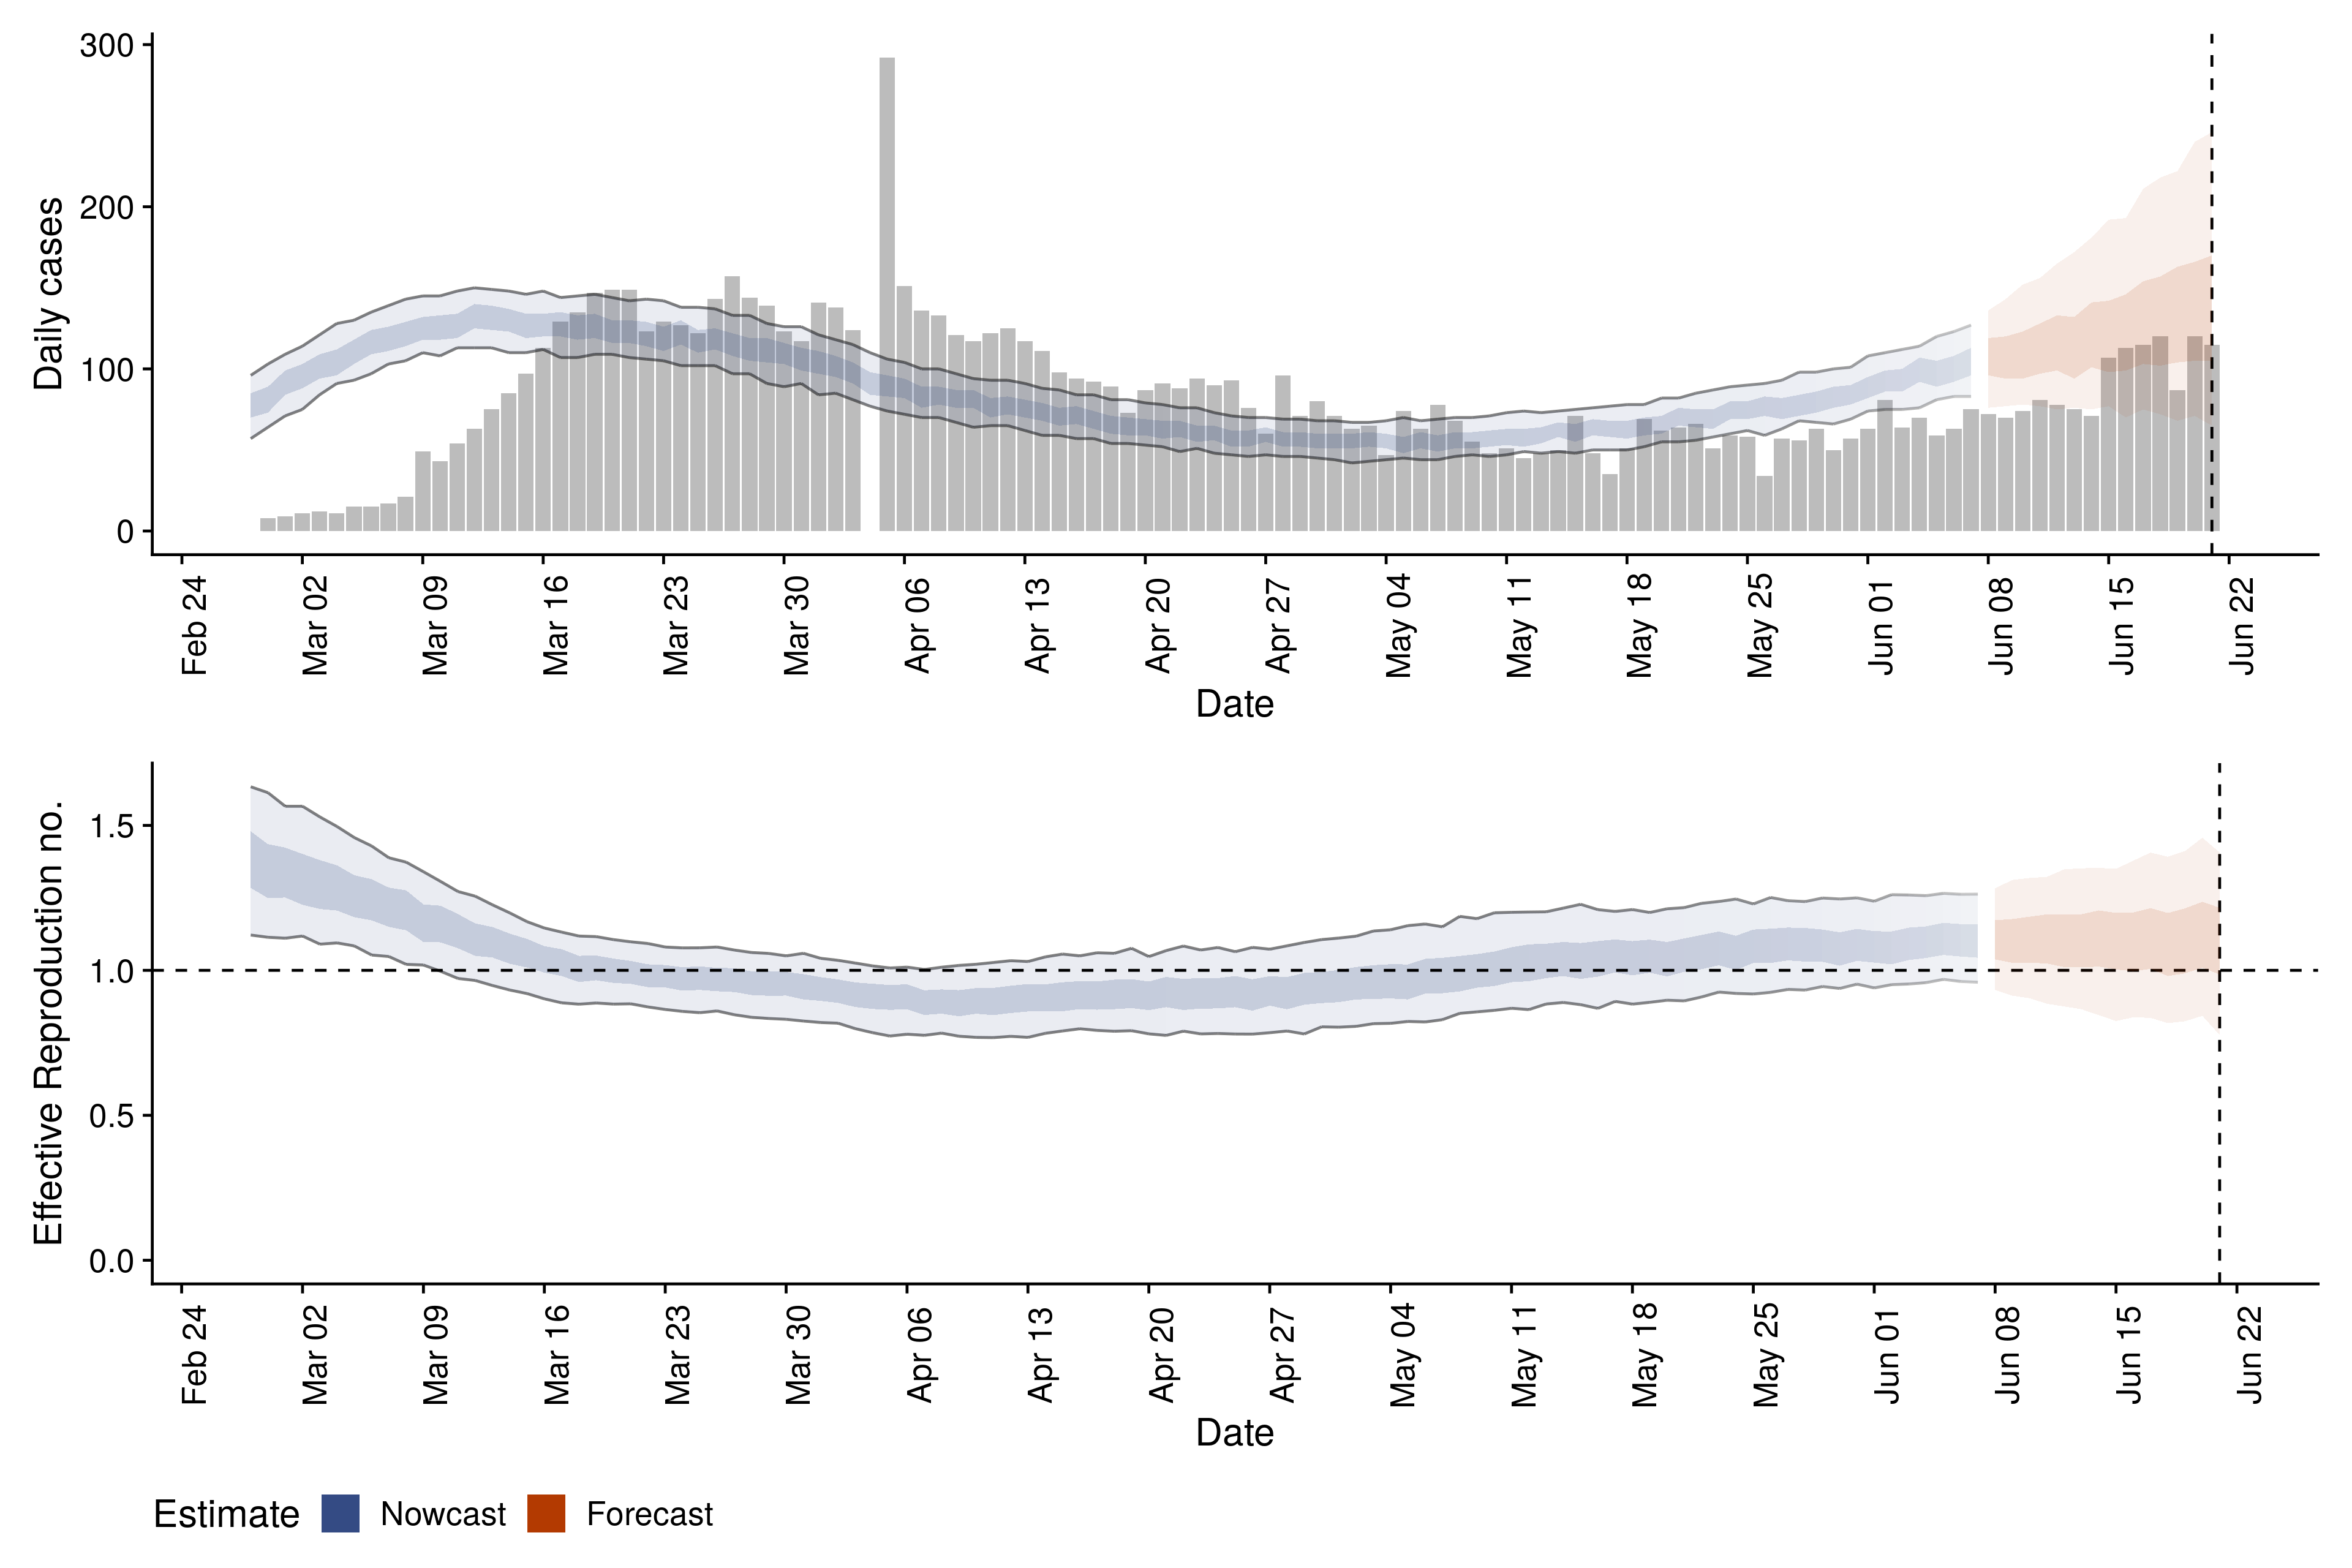 300
200
100
0
Daily cases
Feb 24
Mar 02
Mar 09
Mar 16
Mar 23
Mar 30
Apr 06
Apr 13
Apr 20
Apr 27
May 04
May 11
May 18
May 25
Jun 01
Jun 08
Jun 15
Jun 22
Date
1.5
1.0
0.5
0.0
Effective Reproduction no.
Feb 24
Mar 02
Mar 09
Mar 16
Mar 23
Mar 30
Apr 06
Apr 13
Apr 20
Apr 27
May 04
May 11
May 18
May 25
Jun 01
Jun 08
Jun 15
Jun 22
Date
Estimate Nowcast Forecast